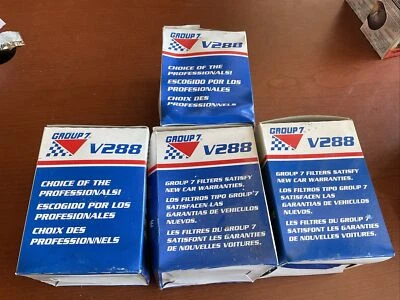 GROUP 7
V288
CHOICE OF THE
PROFESSIONALS!
ESCOGIDO POR LOS
PROFESIONALES
CHOIX DES
PROFESSIONNELS
GROUP 7
V288
CHOICE OF THE
PROFESSIONALS!
ESCOGIDO POR LOS
PROFESIONALES
CHOIX DES
PROFESSIONNELS
GROUP 7
V288
GROUP 7 FILTERS SATISFY
NEW CAR WARRANTIES.
LOS FILTROS TIPO GROUP 7
SATISFACEN LAS
GARANTIAS DE VEHICULOS
NUEVOS.
LES FILTRES DU GROUP 7
SATISFONT LES GARANTIES
DE NOUVELLES VOITURES.
GROUP 7
V288
GROUP 7 FILTERS SATISFY
NEW CAR WARRANTIES.
LOS FILTROS TIPO GROUP 7
SATISFACEN LAS
GARANTIAS DE VEHICULOS
NUEVOS.
LES FILTRES DU GROUP 7
SATISFONT LES GARANTIES
DE NOUVELLES VOITURES.